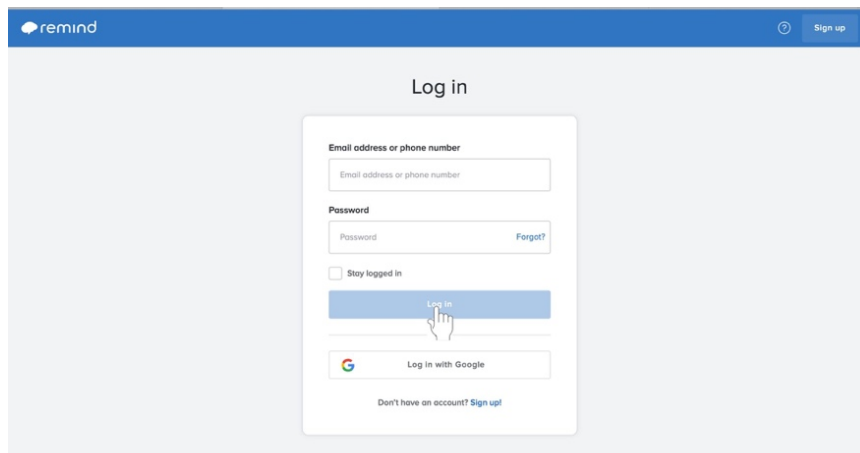 remind
Sign up
Log in
Email address or phone number
Email address or phone number
Password
Password Forgot?
Stay logged in
Log in
Log in with Google
Don't have an account? Sign up!